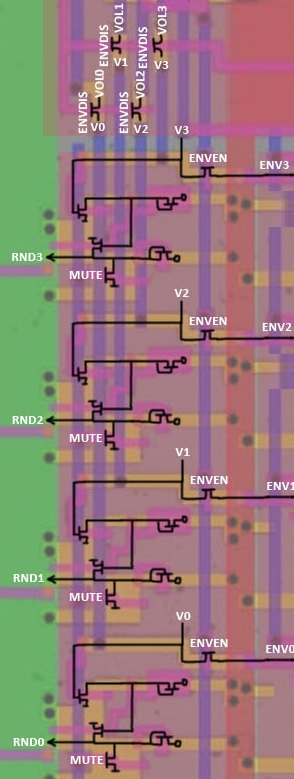 ENVDIS
V0
VOL0
ENVDIS
V1
VOL1
ENVDIS
V2
VOL2
ENVDIS
V3
VOL3
V3
ENVEN
ENV3
RND3
MUTE
V2
ENVEN
ENV2
RND2
MUTE
V1
ENVEN
ENV1
RND1
MUTE
V0
ENVEN
ENV0
RND0
MUTE